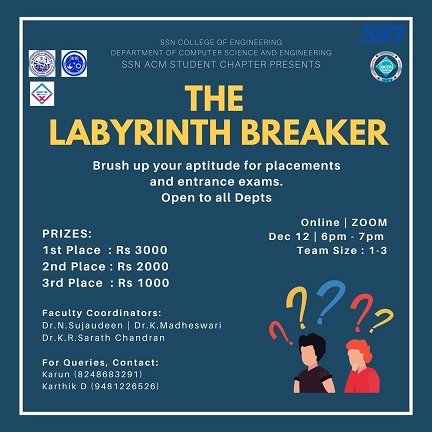 SSN COLLEGE OF ENGINEERING
DEPARTMENT OF COMPUTER SCIENCE AND ENGINEERING
SSN ACM STUDENT CHAPTER PRESENTS
ssn
THE
LABYRINTH BREAKER
Brush up your aptitude for placements
and entrance exams.
Open to all Depts
PRIZES:
1st Place : Rs 3000
2nd Place : Rs 2000
3rd Place : Rs 1000
Online | ZOOM
Dec 12 | 6pm - 7pm
Team Size : 1-3
Faculty Coordinators:
Dr.N.Sujaudeen | Dr.K.Madheswari
Dr.K.R.Sarath Chandran
For Queries, Contact:
Karun (8248683291)
Karthik D (9481226526)
? ? ? ? ?